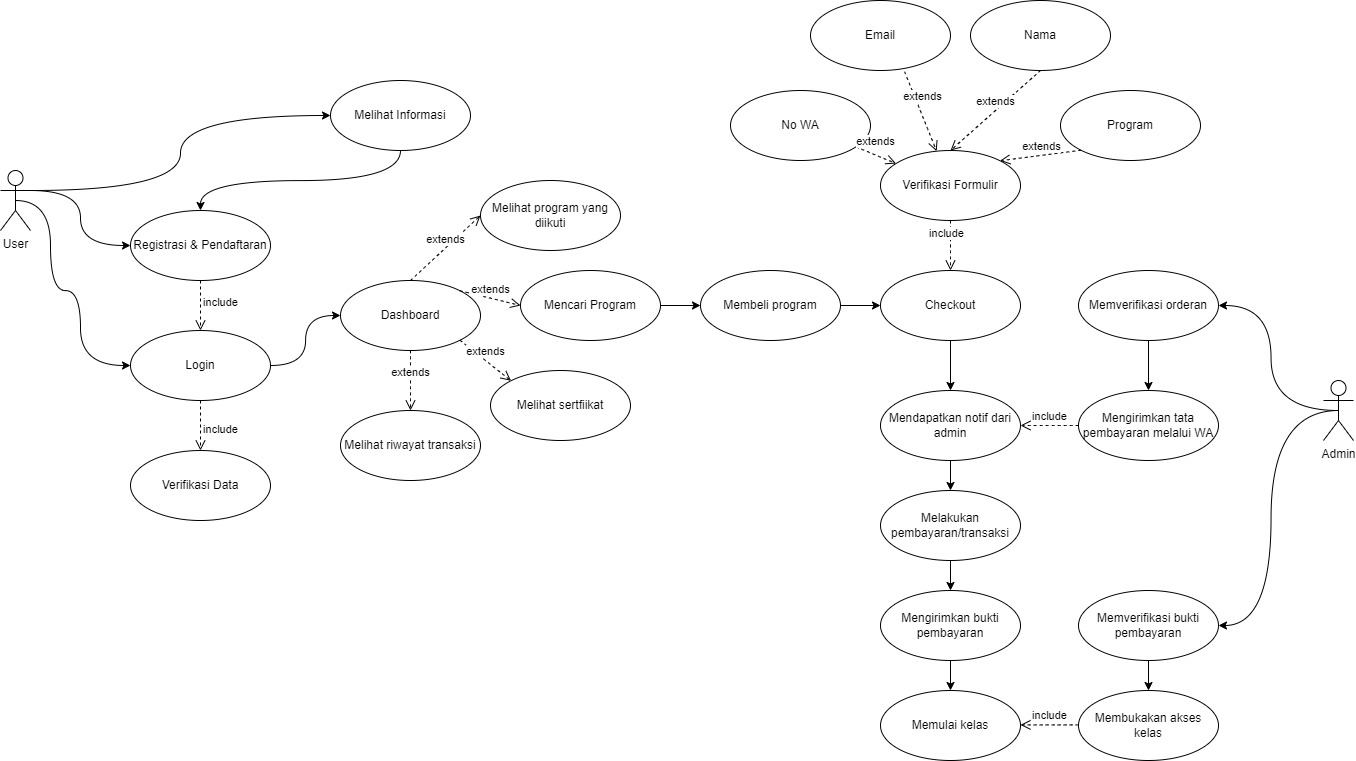 Email
Nama
extends
extends
Melihat Informasi
No WA
Program
extends
extends
Verifikasi Formulir
User
Melihat program yang
diikuti
include
Registrasi & Pendaftaran
extends
include
extends
Mencari Program
Membeli program
Checkout
Memverifikasi orderan
Dashboard
Login
extends
extends
Melihat sertfiikat
include
Mendapatkan notif dari
admin
include
Mengirimkan tata
pembayaran melalui WA
Admin
Melihat riwayat transaksi
Verifikasi Data
Melakukan
pembayaran/transaksi
Mengirimkan bukti
pembayaran
Memverifikasi bukti
pembayaran
Memulai kelas
include
Membukakan akses
kelas